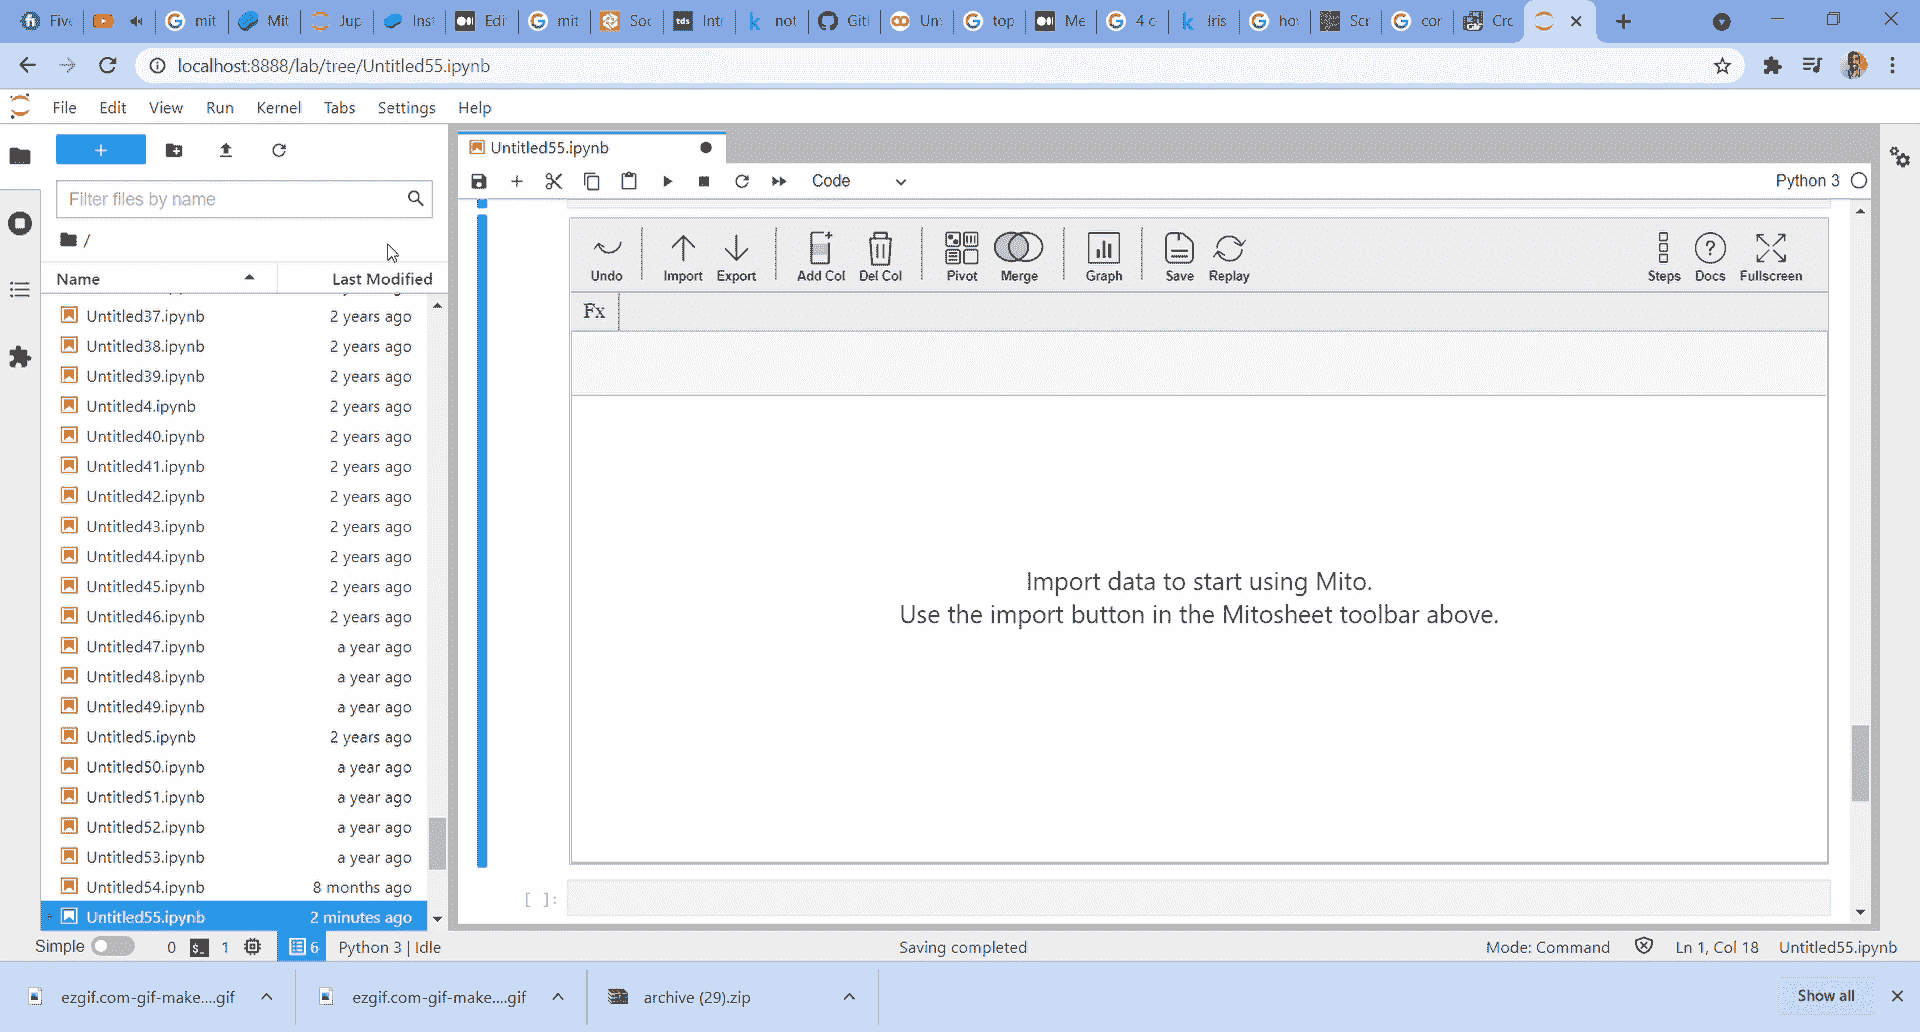 Five mit Mit Jup Inst Edi mit Soc tds Intr not Gitl Un top Me 4 c Iris ho Scr cor Crc
localhost:8888/lab/tree/Untitled55.ipynb
File Edit View Run Kernel Tabs Settings Help
+
Untitled55.ipynb
Code
Python 3
Filter files by name
/
Name Last Modified
Untitled37.ipynb 2 years ago
Untitled38.ipynb 2 years ago
Untitled39.ipynb 2 years ago
Untitled4.ipynb 2 years ago
Untitled40.ipynb 2 years ago
Untitled41.ipynb 2 years ago
Untitled42.ipynb 2 years ago
Untitled43.ipynb 2 years ago
Untitled44.ipynb 2 years ago
Untitled45.ipynb 2 years ago
Untitled46.ipynb 2 years ago
Untitled47.ipynb a year ago
Untitled48.ipynb a year ago
Untitled49.ipynb a year ago
Untitled5.ipynb 2 years ago
Untitled50.ipynb a year ago
Untitled51.ipynb a year ago
Untitled52.ipynb a year ago
Untitled53.ipynb a year ago
Untitled54.ipynb 8 months ago
Untitled55.ipynb 2 minutes ago
Undo Import Export Add Col Del Col Pivot Merge Graph Save Replay Steps Docs Fullscreen
Fx
Import data to start using Mito.
Use the import button in the Mitosheet toolbar above.
[ ]:
Simple 0 $_ 1 6 Python 3 | Idle Saving completed Mode: Command Ln 1, Col 18 Untitled55.ipynb
ezgif.com-gif-make....gif ezgif.com-gif-make....gif archive (29).zip Show all